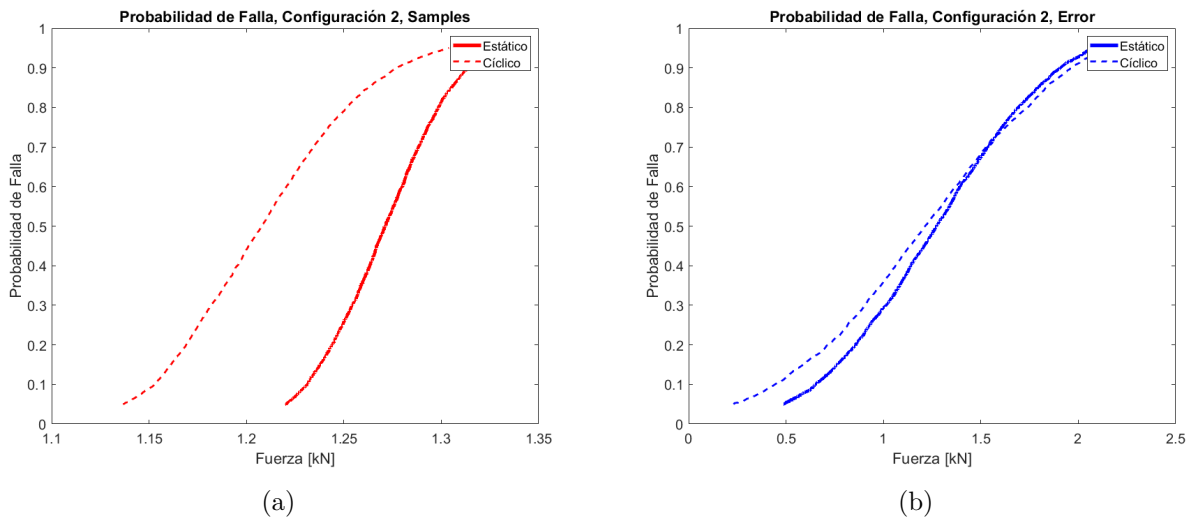 Probabilidad de Falla, Configuración 2, Samples
1
0.9
0.8
0.7
0.6
0.5
0.4
0.3
0.2
0.1
0
Probabilidad de Falla
Estático
Cíclico
1.1 1.15 1.2 1.25 1.3 1.35
Fuerza [kN]
(a)
Probabilidad de Falla, Configuración 2, Error
1
0.9
0.8
0.7
0.6
0.5
0.4
0.3
0.2
0.1
0
Probabilidad de Falla
Estático
Cíclico
0 0.5 1 1.5 2 2.5
Fuerza [kN]
(b)